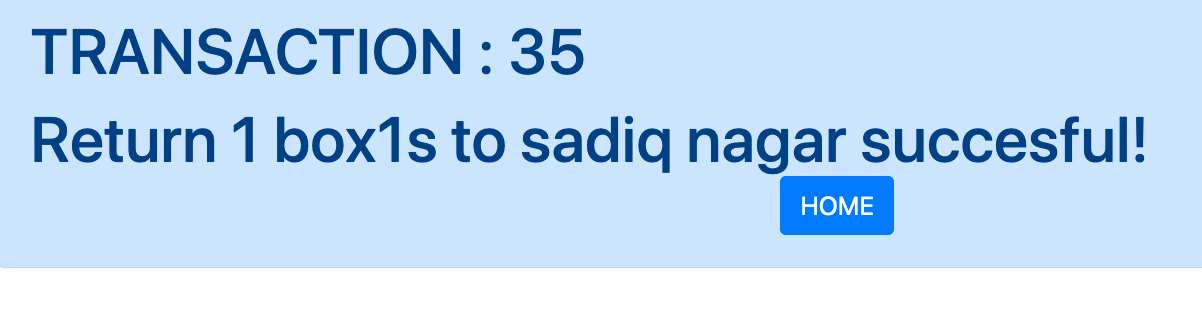 TRANSACTION : 35
Return 1 box1s to sadiq nagar succesful!
HOME